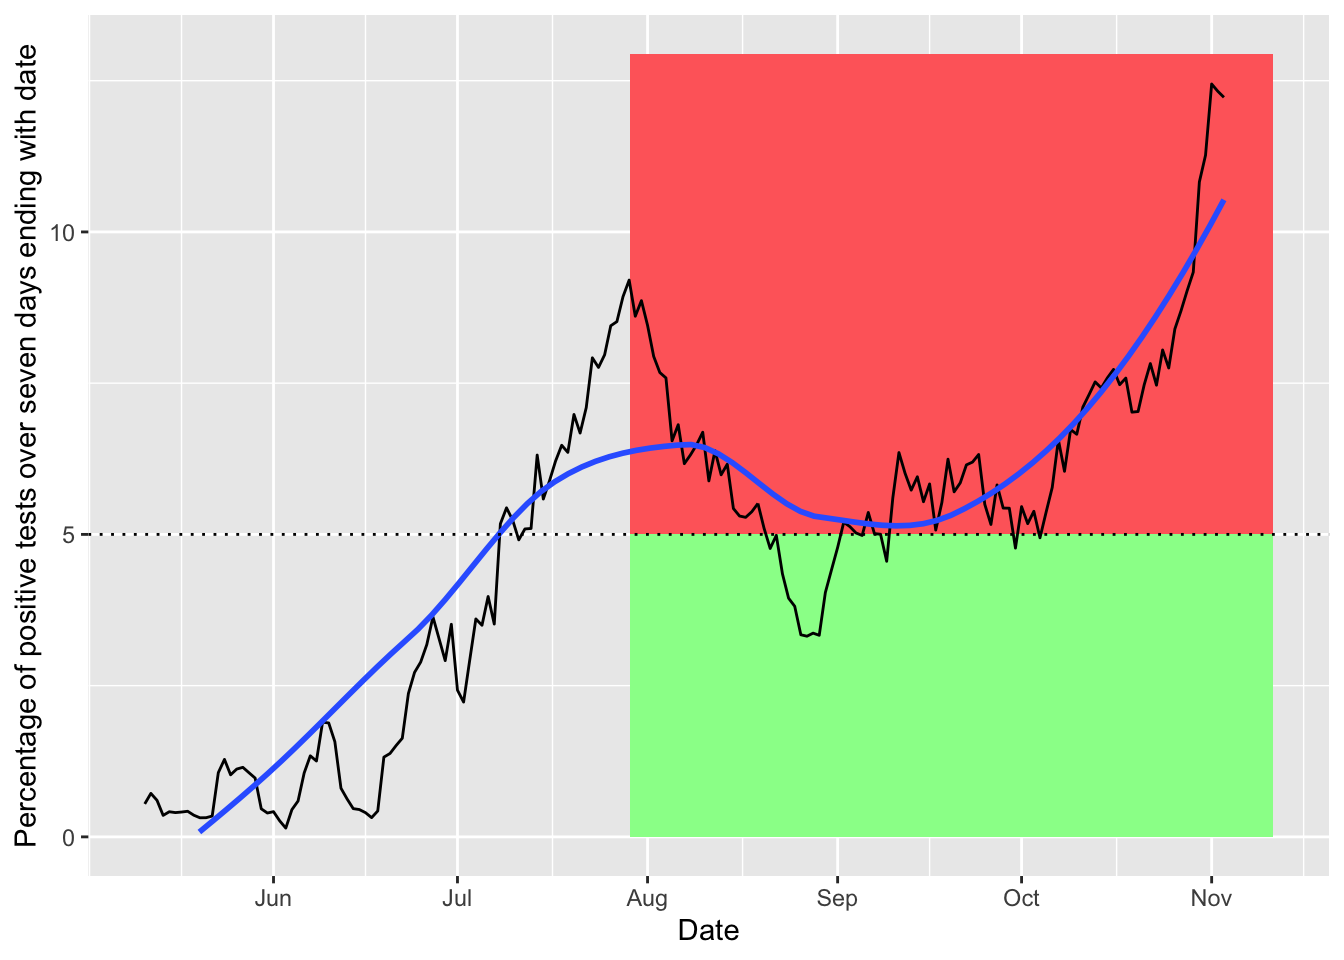 Percentage of positive tests over seven days ending with date
10
5
0
Jun Jul Aug Sep Oct Nov
Date